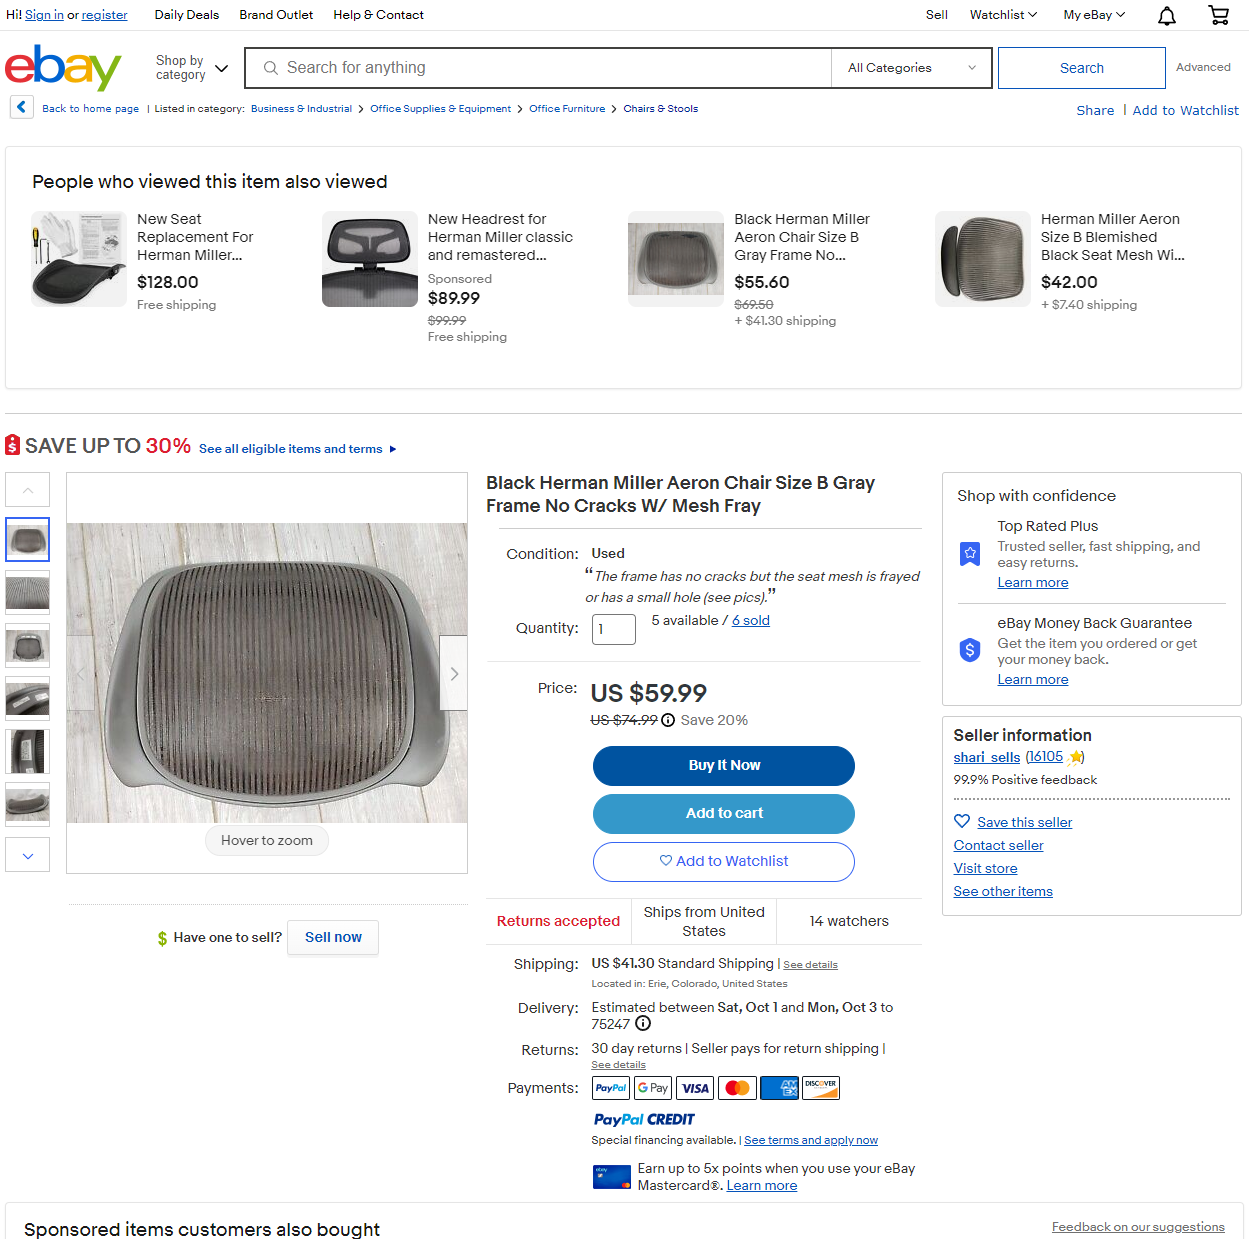 Hi! Sign in or register Daily Deals Brand Outlet Help & Contact Sell Watchlist My eBay
ebay
Shop by category
Search for anything
All Categories
Search
Advanced
Back to home page | Listed in category: Business & Industrial > Office Supplies & Equipment > Office Furniture > Chairs & Stools
Share | Add to Watchlist
People who viewed this item also viewed
New Seat
Replacement For
Herman Miller...
$128.00
Free shipping
New Headrest for
Herman Miller classic
and remastered...
Sponsored
$89.99
$99.99
Free shipping
Black Herman Miller
Aeron Chair Size B
Gray Frame No...
$55.60
$69.50
+ $41.30 shipping
Herman Miller Aeron
Size B Blemished
Black Seat Mesh Wi...
$42.00
+ $7.40 shipping
$ SAVE UP TO 30% See all eligible items and terms
Hover to zoom
$ Have one to sell? Sell now
Black Herman Miller Aeron Chair Size B Gray
Frame No Cracks W/ Mesh Fray
Condition: Used
“The frame has no cracks but the seat mesh is frayed
or has a small hole (see pics).”
Quantity: 1 5 available / 6 sold
Price: US $59.99
US $74.99 Save 20%
Buy It Now
Add to cart
Add to Watchlist
Returns accepted
Ships from United
States
14 watchers
Shipping: US $41.30 Standard Shipping | See details
Located in: Erie, Colorado, United States
Delivery: Estimated between Sat, Oct 1 and Mon, Oct 3 to
75247
Returns: 30 day returns | Seller pays for return shipping |
See details
Payments: PayPal G Pay VISA AMEX DISCOVER
PayPal CREDIT
Special financing available. | See terms and apply now
ebay
Earn up to 5x points when you use your eBay
Mastercard®. Learn more
Shop with confidence
Top Rated Plus
Trusted seller, fast shipping, and
easy returns.
Learn more
eBay Money Back Guarantee
$
Get the item you ordered or get
your money back.
Learn more
Seller information
shari_sells (16105)
99.9% Positive feedback
Save this seller
Contact seller
Visit store
See other items
Sponsored items customers also bought
Feedback on our suggestions